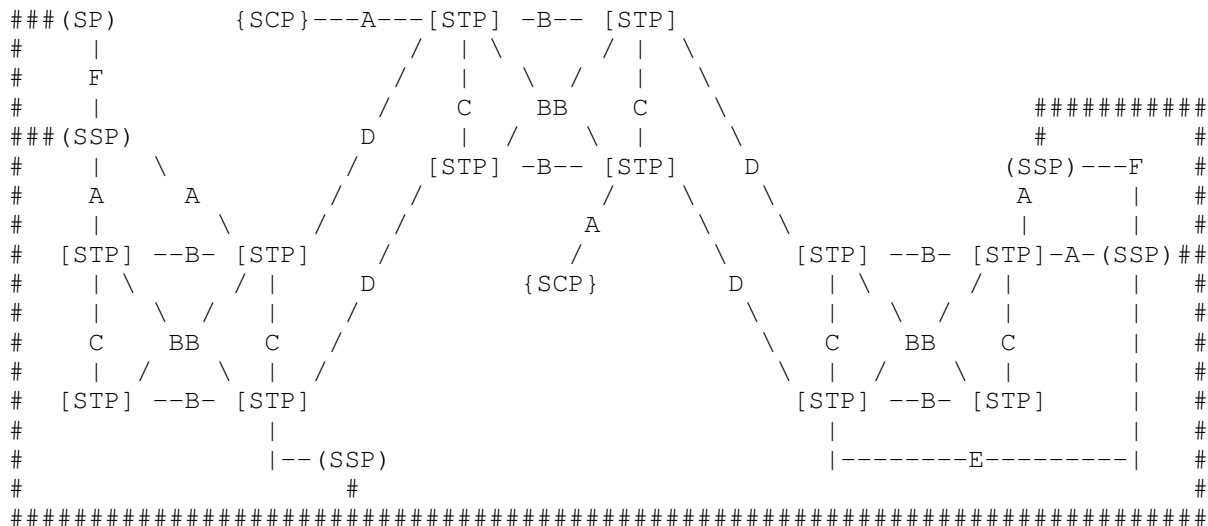 ###(SP)       {SCP}---A---[STP] -B-- [STP]
#    |                   / | \     / | \
#    F                  /  |  \   /  |  \
#    |                 /   C   BB    C   \                   ###########
###(SSP)              D    | /    \  |    \                  #         #
#    |   \           /    [STP] -B-- [STP]     D               (SSP)---F   #
#    A     A        /    /         /  \    \               A      |   #
#    |       \     /    /         A    \    \              |      |   #
#  [STP] --B- [STP]    /         /      \     [STP] --B- [STP]-A-(SSP)##
#    | \     / |     D        {SCP}       D     | \     / |       |   #
#    |  \   /  |    /                      \    |  \   /  |       |   #
#    C    BB   C   /                        \   C    BB   C       |   #
#    | /    \  | /                           \  | /    \  |       |   #
#  [STP] --B- [STP]                           [STP] --B- [STP]    |   #
#               |                               |                 |   #
#               |--(SSP)                        |--------E--------|   #
#                    #                                                #
######################################################################